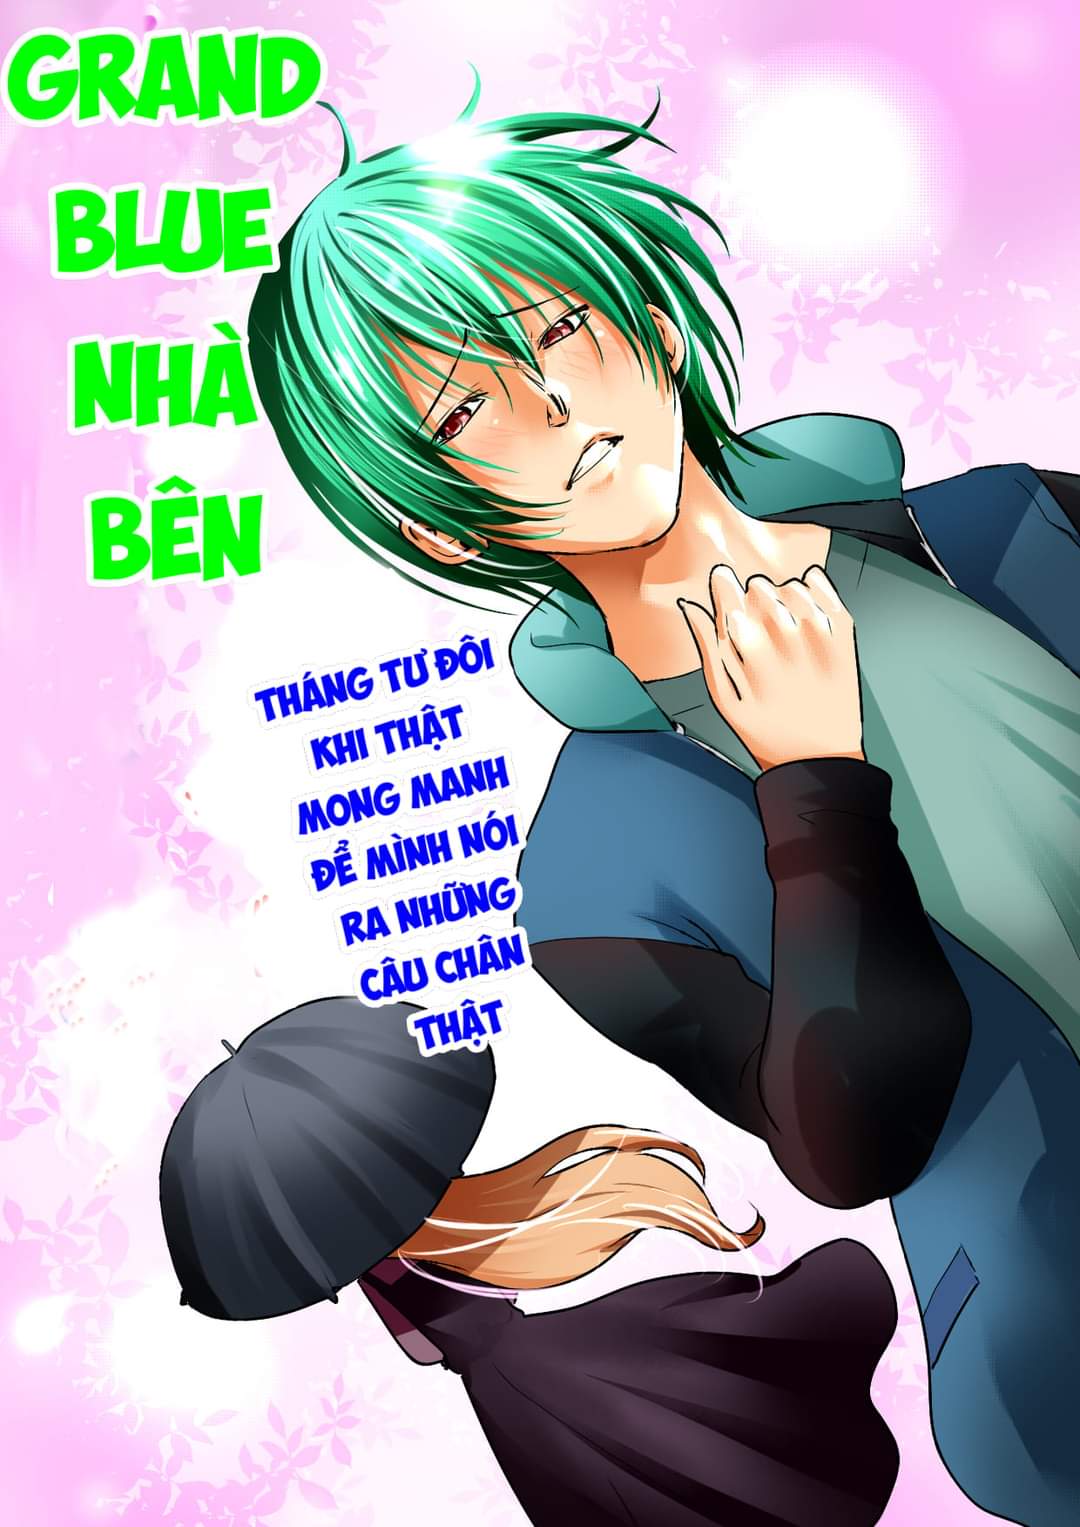 GRAND
BLUE
NHÀ
BÊN
THÁNG TƯ ĐÔI
KHI THẬT
MONG MANH
ĐỂ MÌNH NÓI
RA NHỮNG
CÂU CHÂN
THẬT